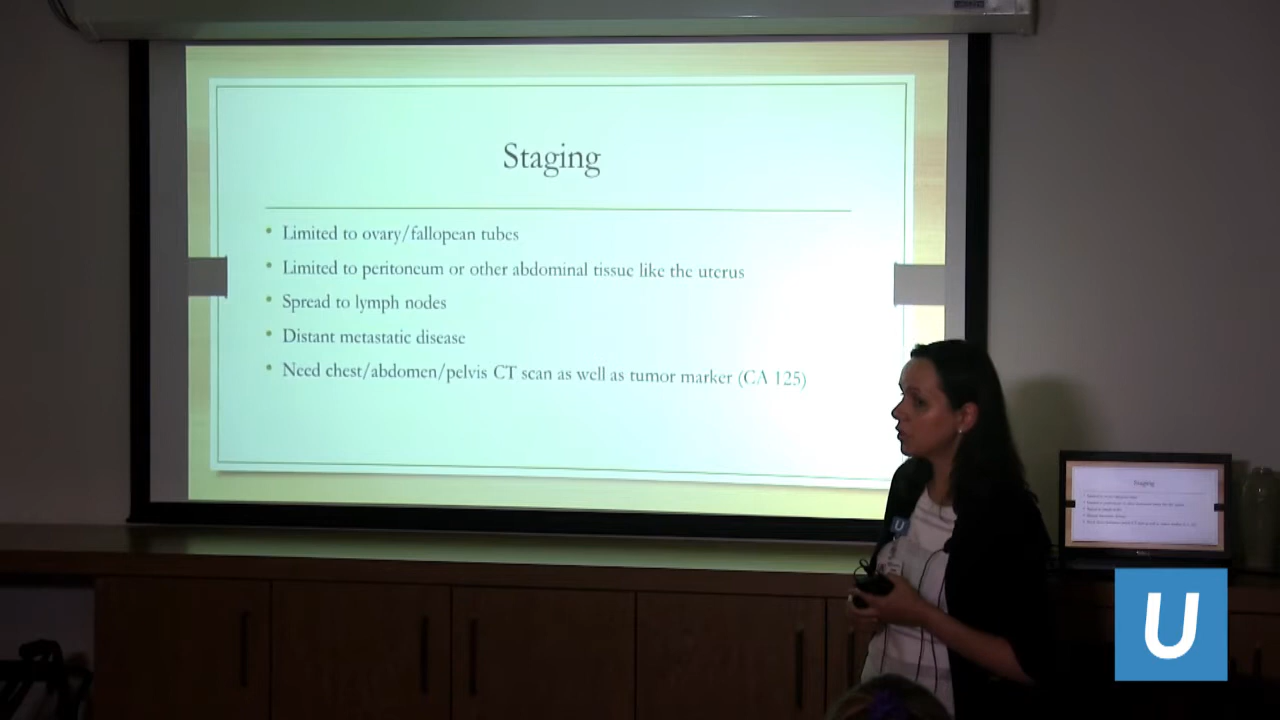 Staging
• Limited to ovary/fallopean tubes
• Limited to peritoneum or other abdominal tissue like the uterus
• Spread to lymph nodes
• Distant metastatic disease
• Need chest/abdomen/pelvis CT scan as well as tumor marker (CA 125)
Staging
U
U